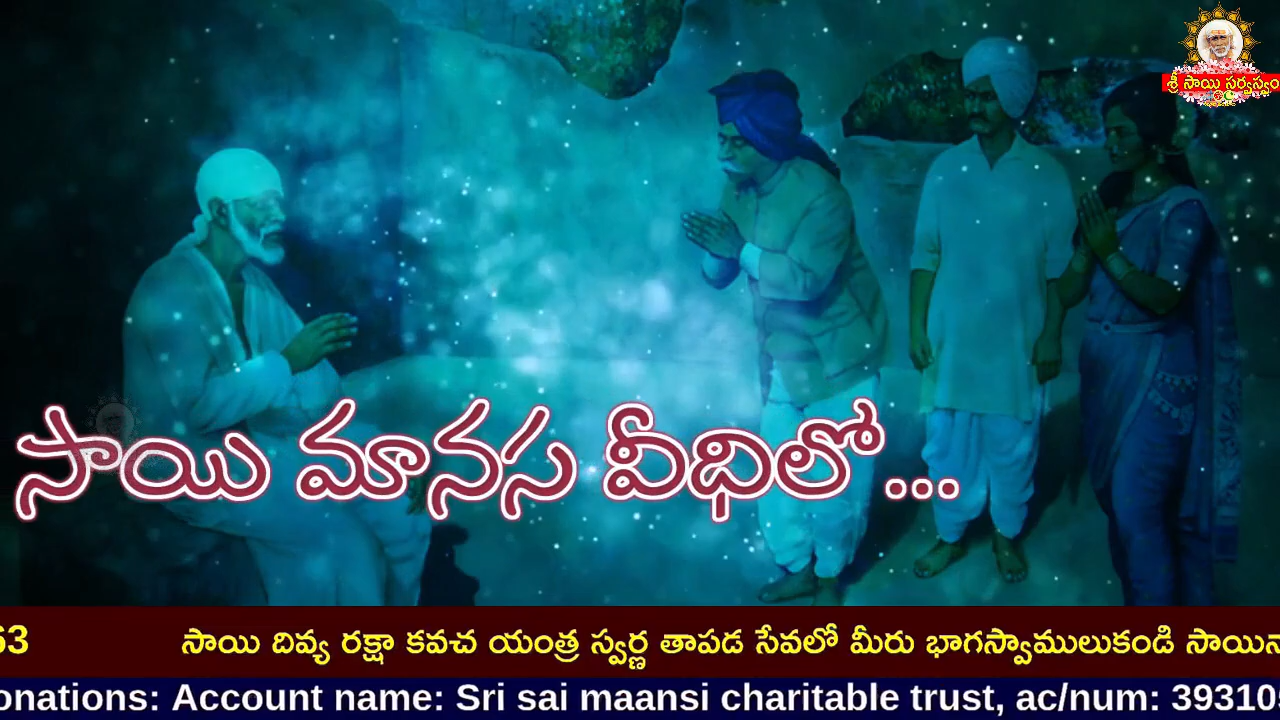 శ్రీ సాయి సర్వస్వం
సాయి మానస వీధిలో...
63 సాయి దివ్య రక్షా కవచ యంత్ర స్వర్ణ తాపడ సేవలో మీరు భాగస్వాములుకండి
onations: Account name: Sri sai maansi charitable trust, ac/num: 39310